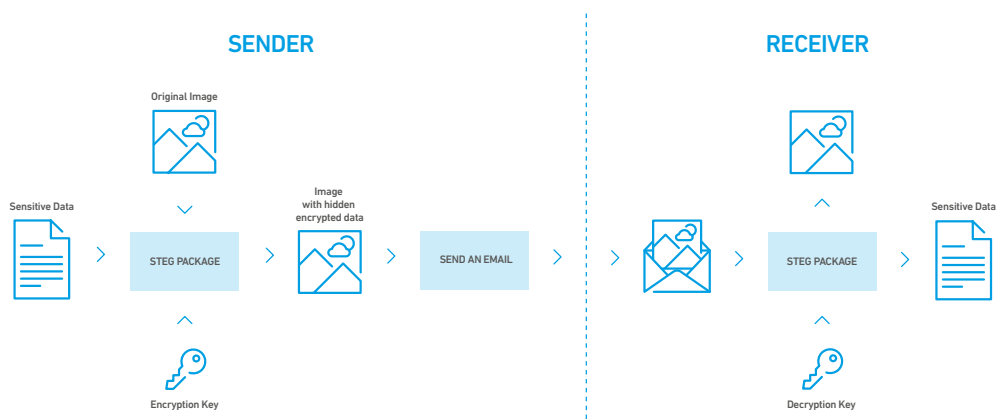 SENDER
RECEIVER
Original Image
Sensitive Data
Image
with hidden
encrypted data
Sensitive Data
STEG PACKAGE
SEND AN EMAIL
STEG PACKAGE
Encryption Key
Decryption Key